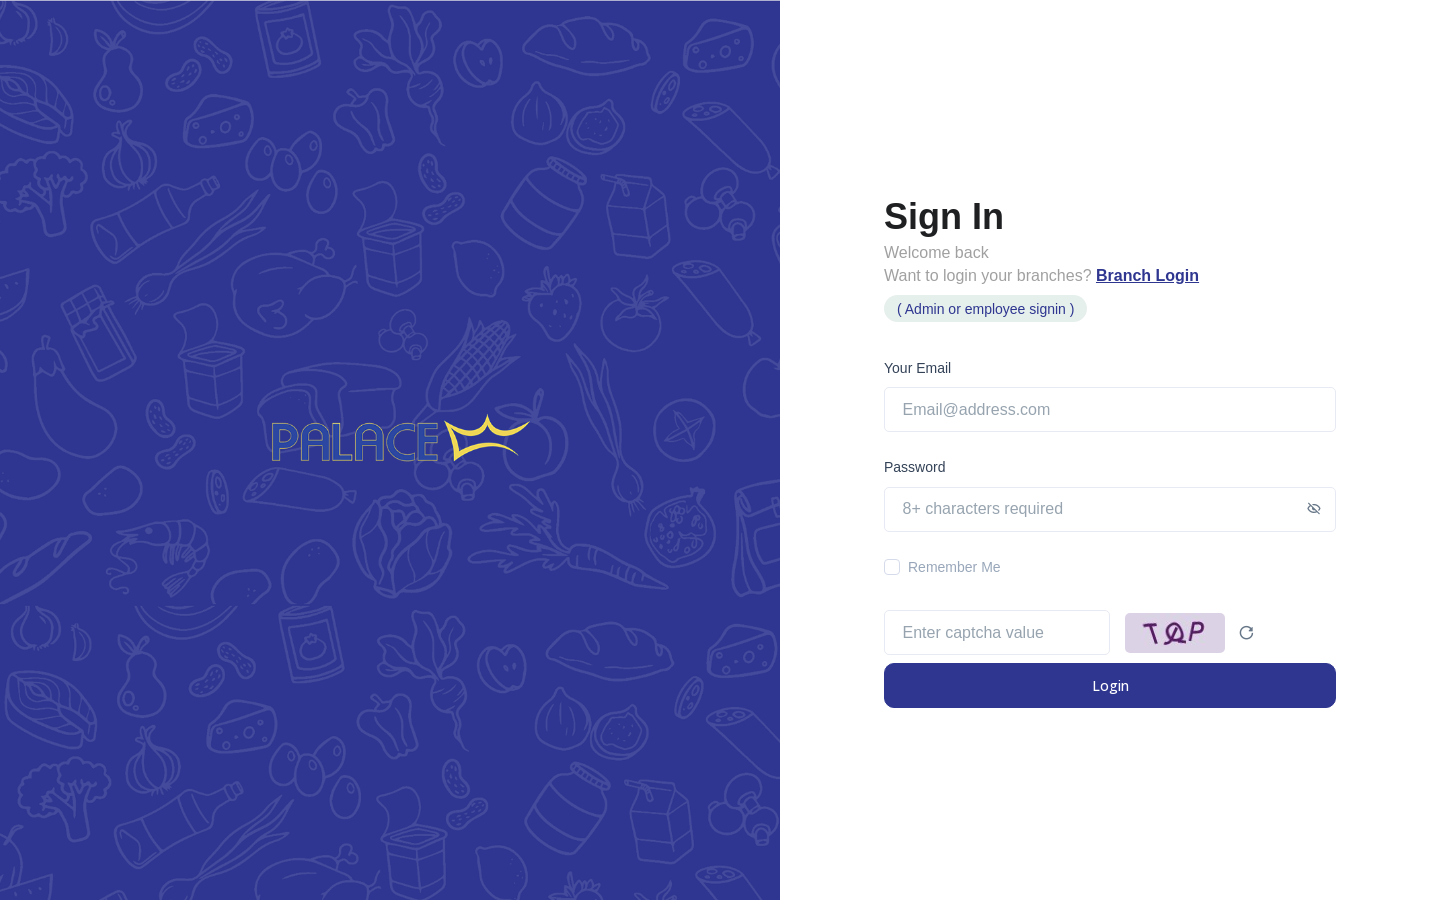 PALACE
Sign In
Welcome back
Want to login your branches? Branch Login
( Admin or employee signin )
Your Email
Email@address.com
Password
8+ characters required
Remember Me
Enter captcha value
Login